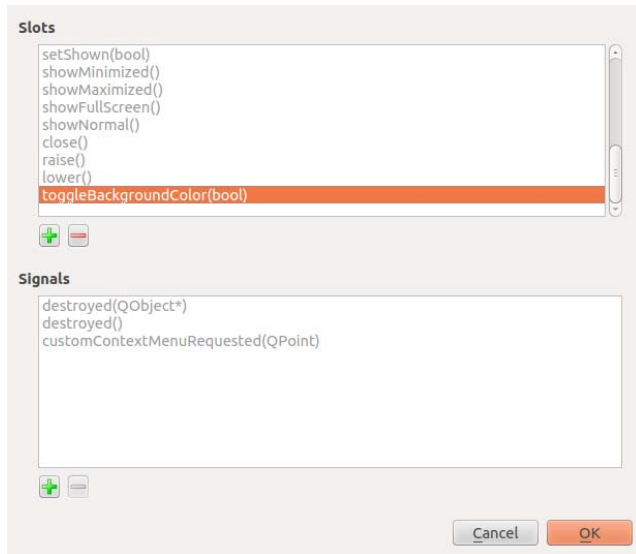 Slots
setShown(bool)
showMinimized()
showMaximized()
showFullScreen()
showNormal()
close()
raise()
lower()
toggleBackgroundColor(bool)
Signals
destroyed(QObject*)
destroyed()
customContextMenuRequested(QPoint)
Cancel
OK